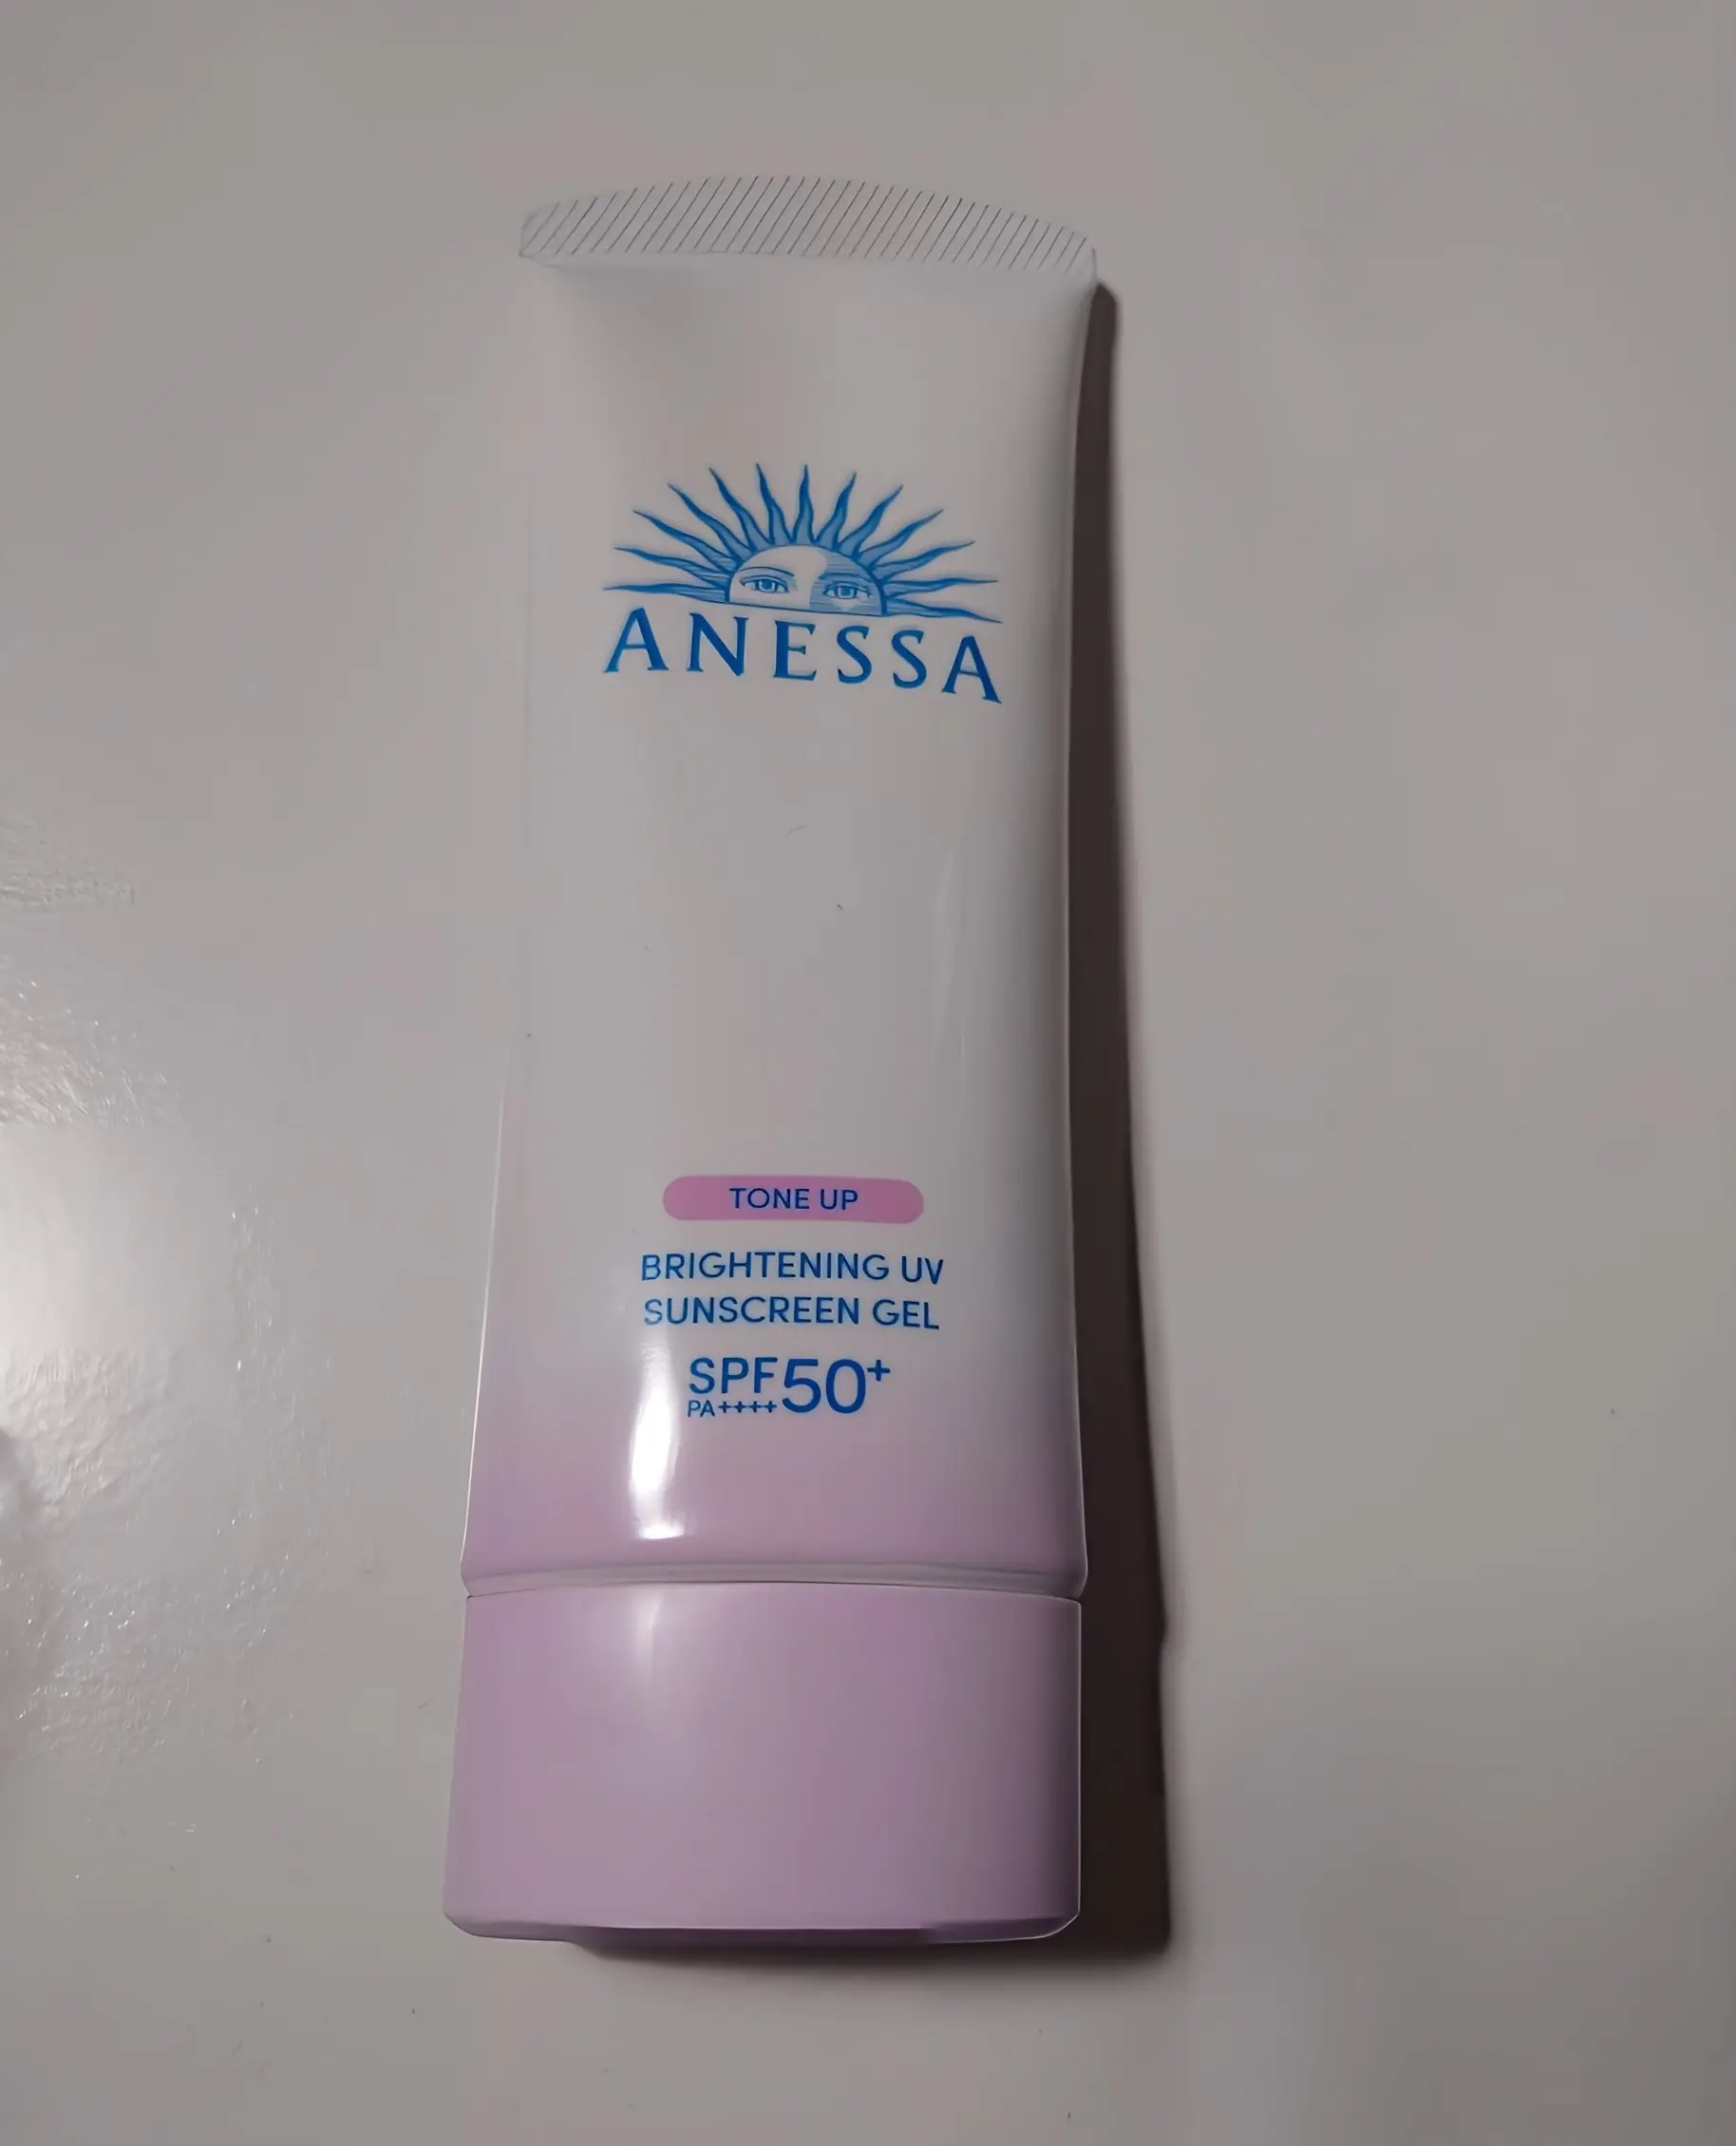 ANESSA
TONE UP
BRIGHTENING UV
SUNSCREEN GEL
SPF50+
PA++++